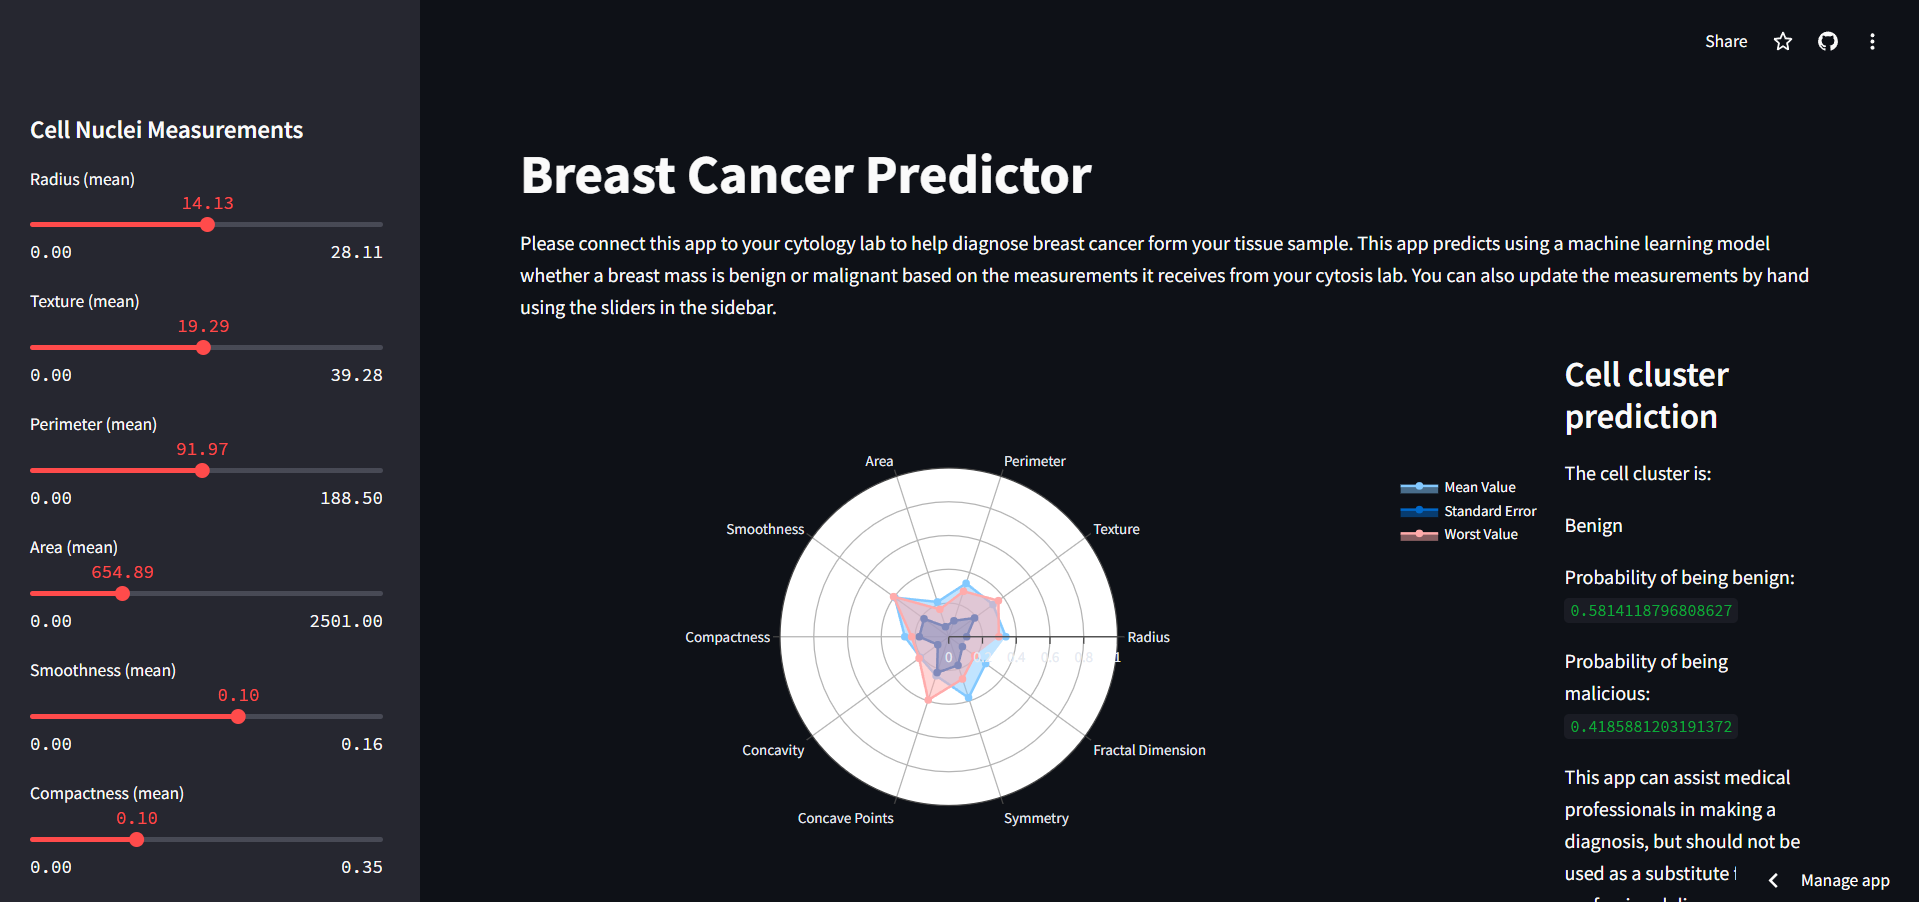 Share
Cell Nuclei Measurements
Radius (mean)
14.13
0.00 28.11
Texture (mean)
19.29
0.00 39.28
Perimeter (mean)
91.97
0.00 188.50
Area (mean)
654.89
0.00 2501.00
Smoothness (mean)
0.10
0.00 0.16
Compactness (mean)
0.10
0.00 0.35
Breast Cancer Predictor
Please connect this app to your cytology lab to help diagnose breast cancer form your tissue sample. This app predicts using a machine learning model
whether a breast mass is benign or malignant based on the measurements it receives from your cytosis lab. You can also update the measurements by hand
using the sliders in the sidebar.
Area Perimeter
Smoothness Texture
Compactness Radius
0 0.2 0.4 0.6 0.8 1
Concavity Fractal Dimension
Concave Points Symmetry
Mean Value
Standard Error
Worst Value
Cell cluster
prediction
The cell cluster is:
Benign
Probability of being benign:
0.5814118796808627
Probability of being
malicious:
0.4185881203191372
This app can assist medical
professionals in making a
diagnosis, but should not be
used as a substitute
Manage app